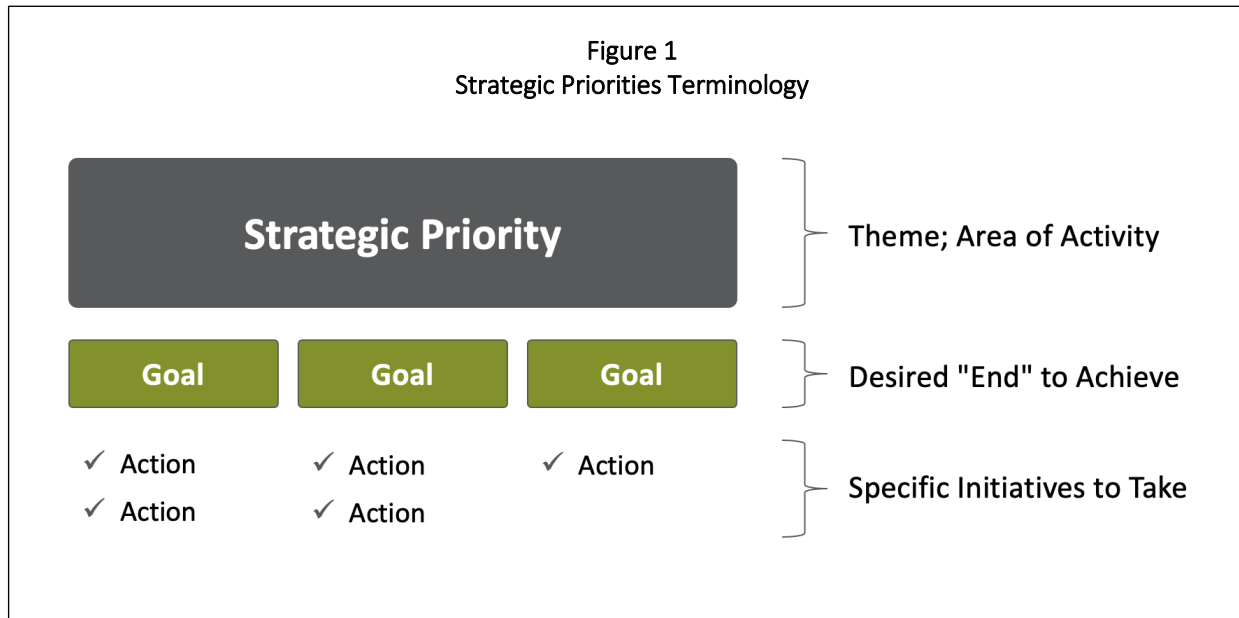 Figure 1
Strategic Priorities Terminology
Strategic Priority
Theme; Area of Activity
Goal Goal Goal
Desired "End" to Achieve
✓ Action ✓ Action ✓ Action
✓ Action ✓ Action
Specific Initiatives to Take